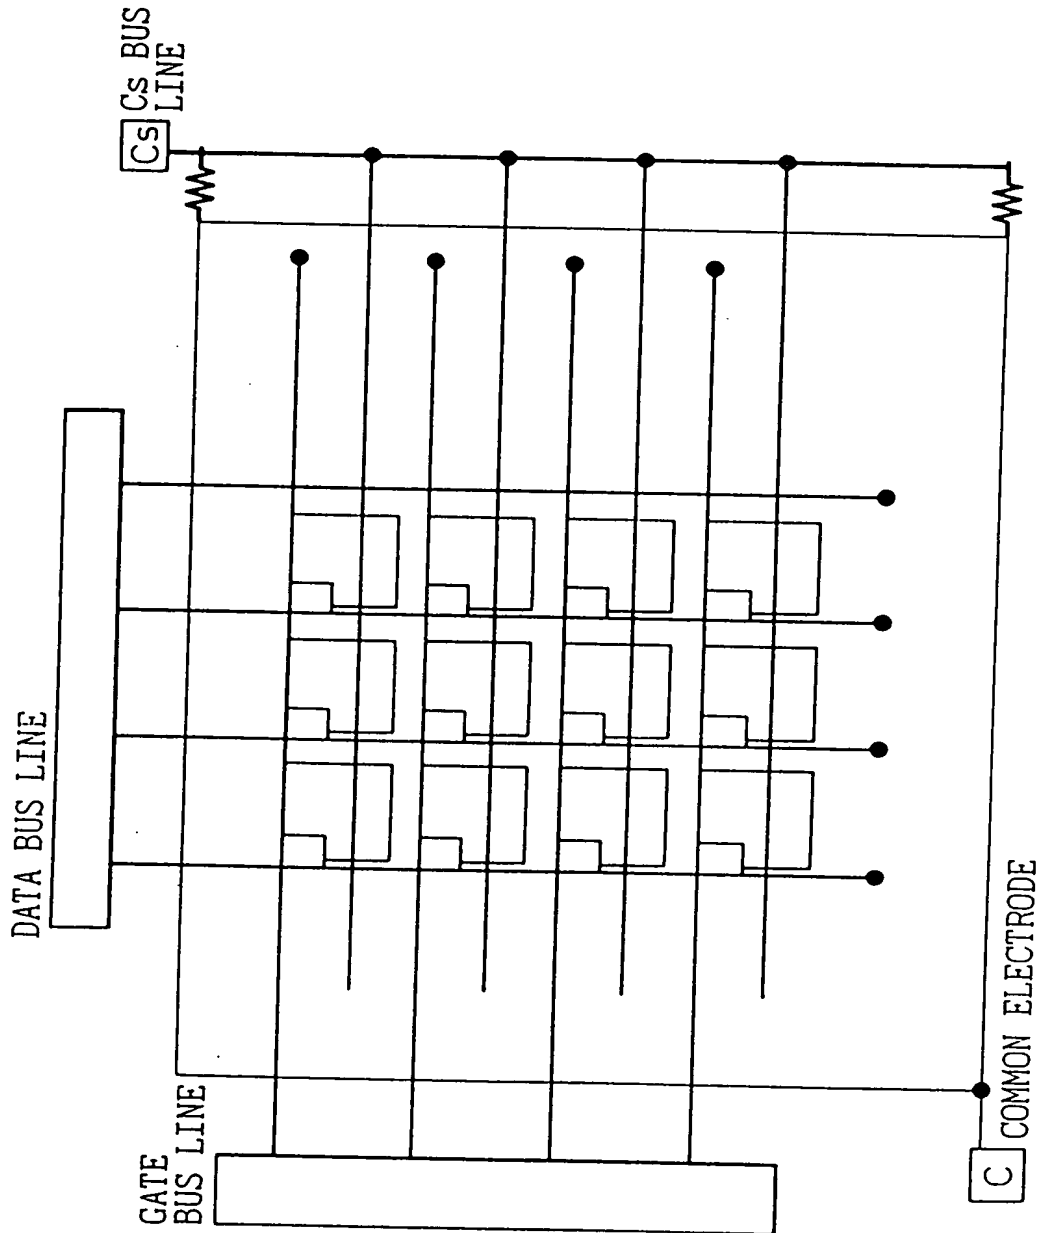 Cs
Cs BUS
LINE
DATA BUS LINE
GATE
BUS LINE
C
COMMON ELECTRODE